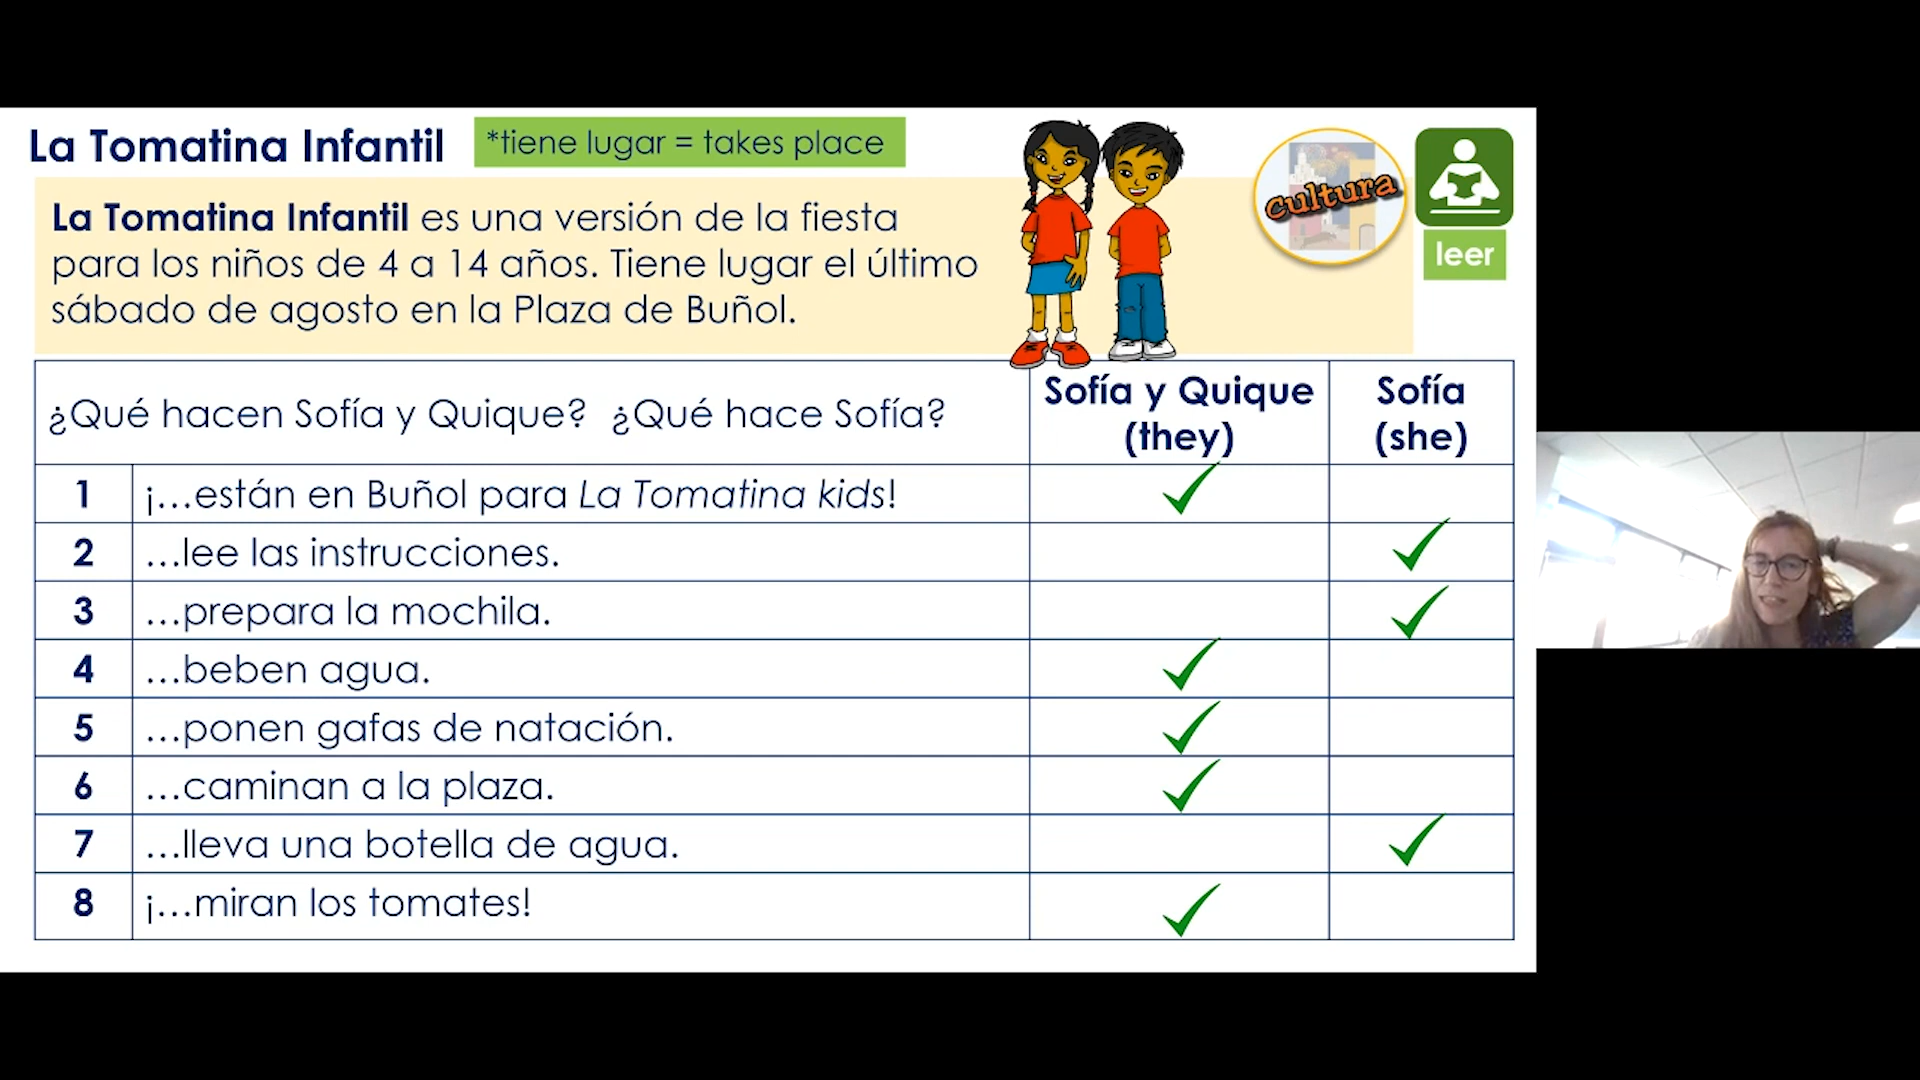 La Tomatina Infantil
*tiene lugar = takes place
cultura
leer
La Tomatina Infantil es una versión de la fiesta
para los niños de 4 a 14 años. Tiene lugar el último
sábado de agosto en la Plaza de Buñol.
¿Qué hacen Sofía y Quique? ¿Qué hace Sofía?
Sofía y Quique
(they)
Sofía
(she)
1 ¡...están en Buñol para La Tomatina kids!
2 ...lee las instrucciones.
3 ...prepara la mochila.
4 ...beben agua.
5 ...ponen gafas de natación.
6 ...caminan a la plaza.
7 ...lleva una botella de agua.
8 ¡...miran los tomates!